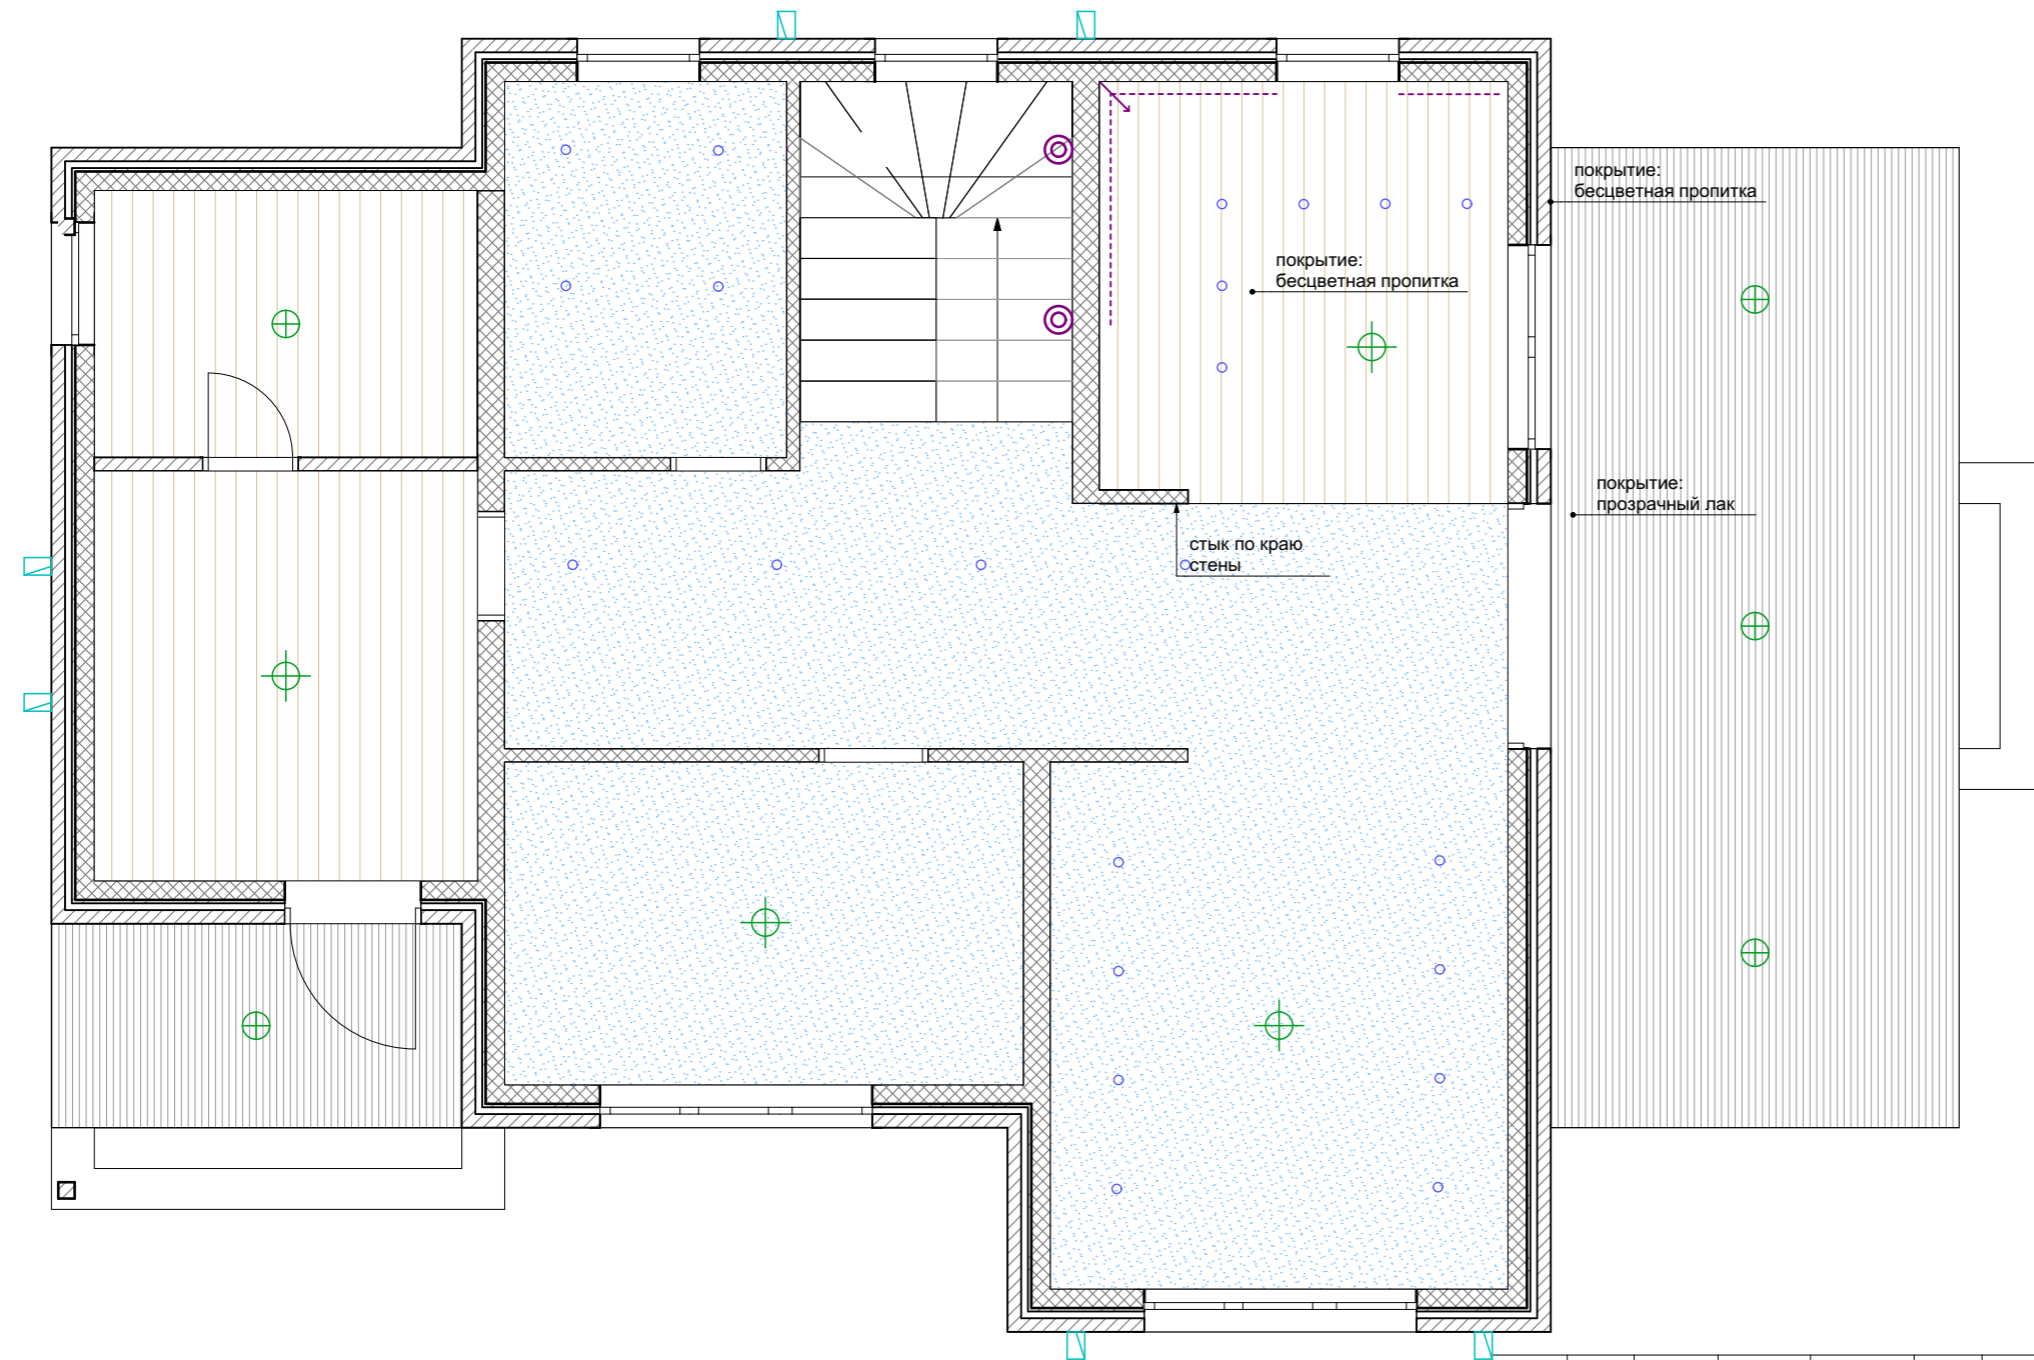 покрытие:
бесцветная пропитка
покрытие:
бесцветная пропитка
покрытие:
прозрачный лак
стык по краю
стены